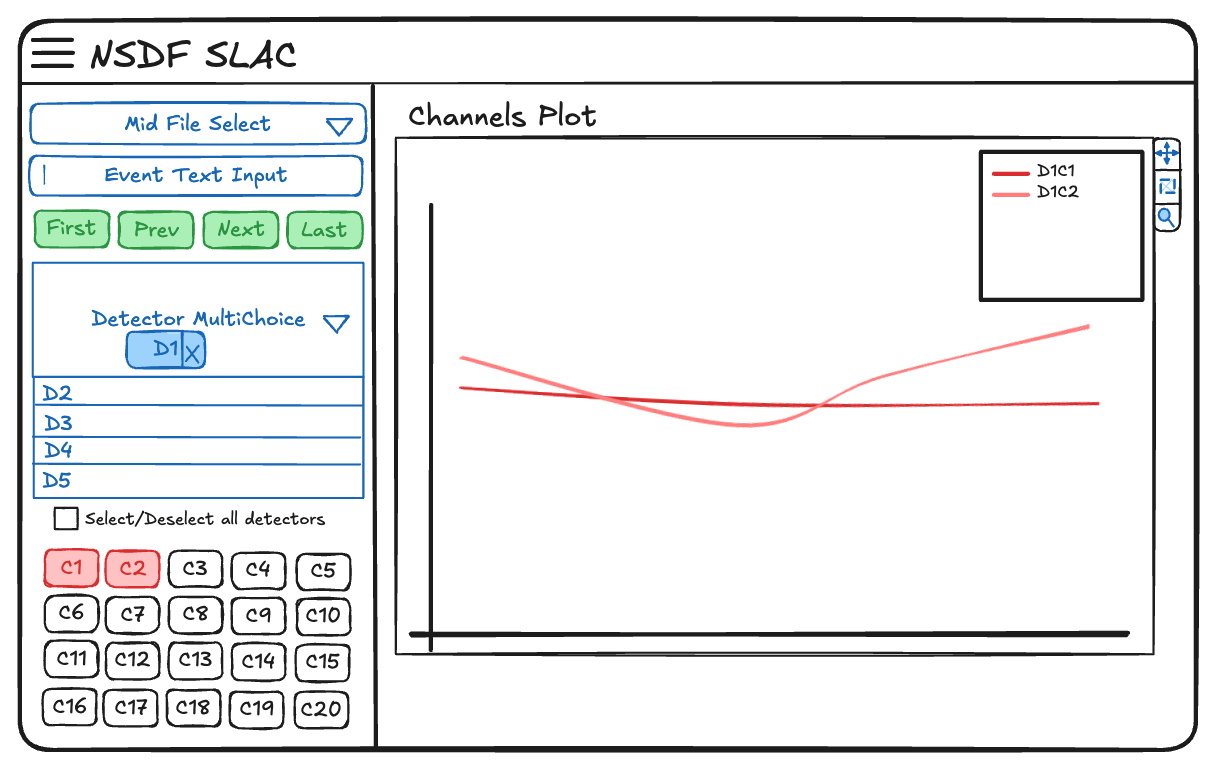 NSDF SLAC
Mid File Select
Event Text Input
First Prev Next Last
Detector MultiChoice
D1 X
D2
D3
D4
D5
Select/Deselect all detectors
C1 C2 C3 C4 C5
C6 C7 C8 C9 C10
C11 C12 C13 C14 C15
C16 C17 C18 C19 C20
Channels Plot
D1C1
D1C2